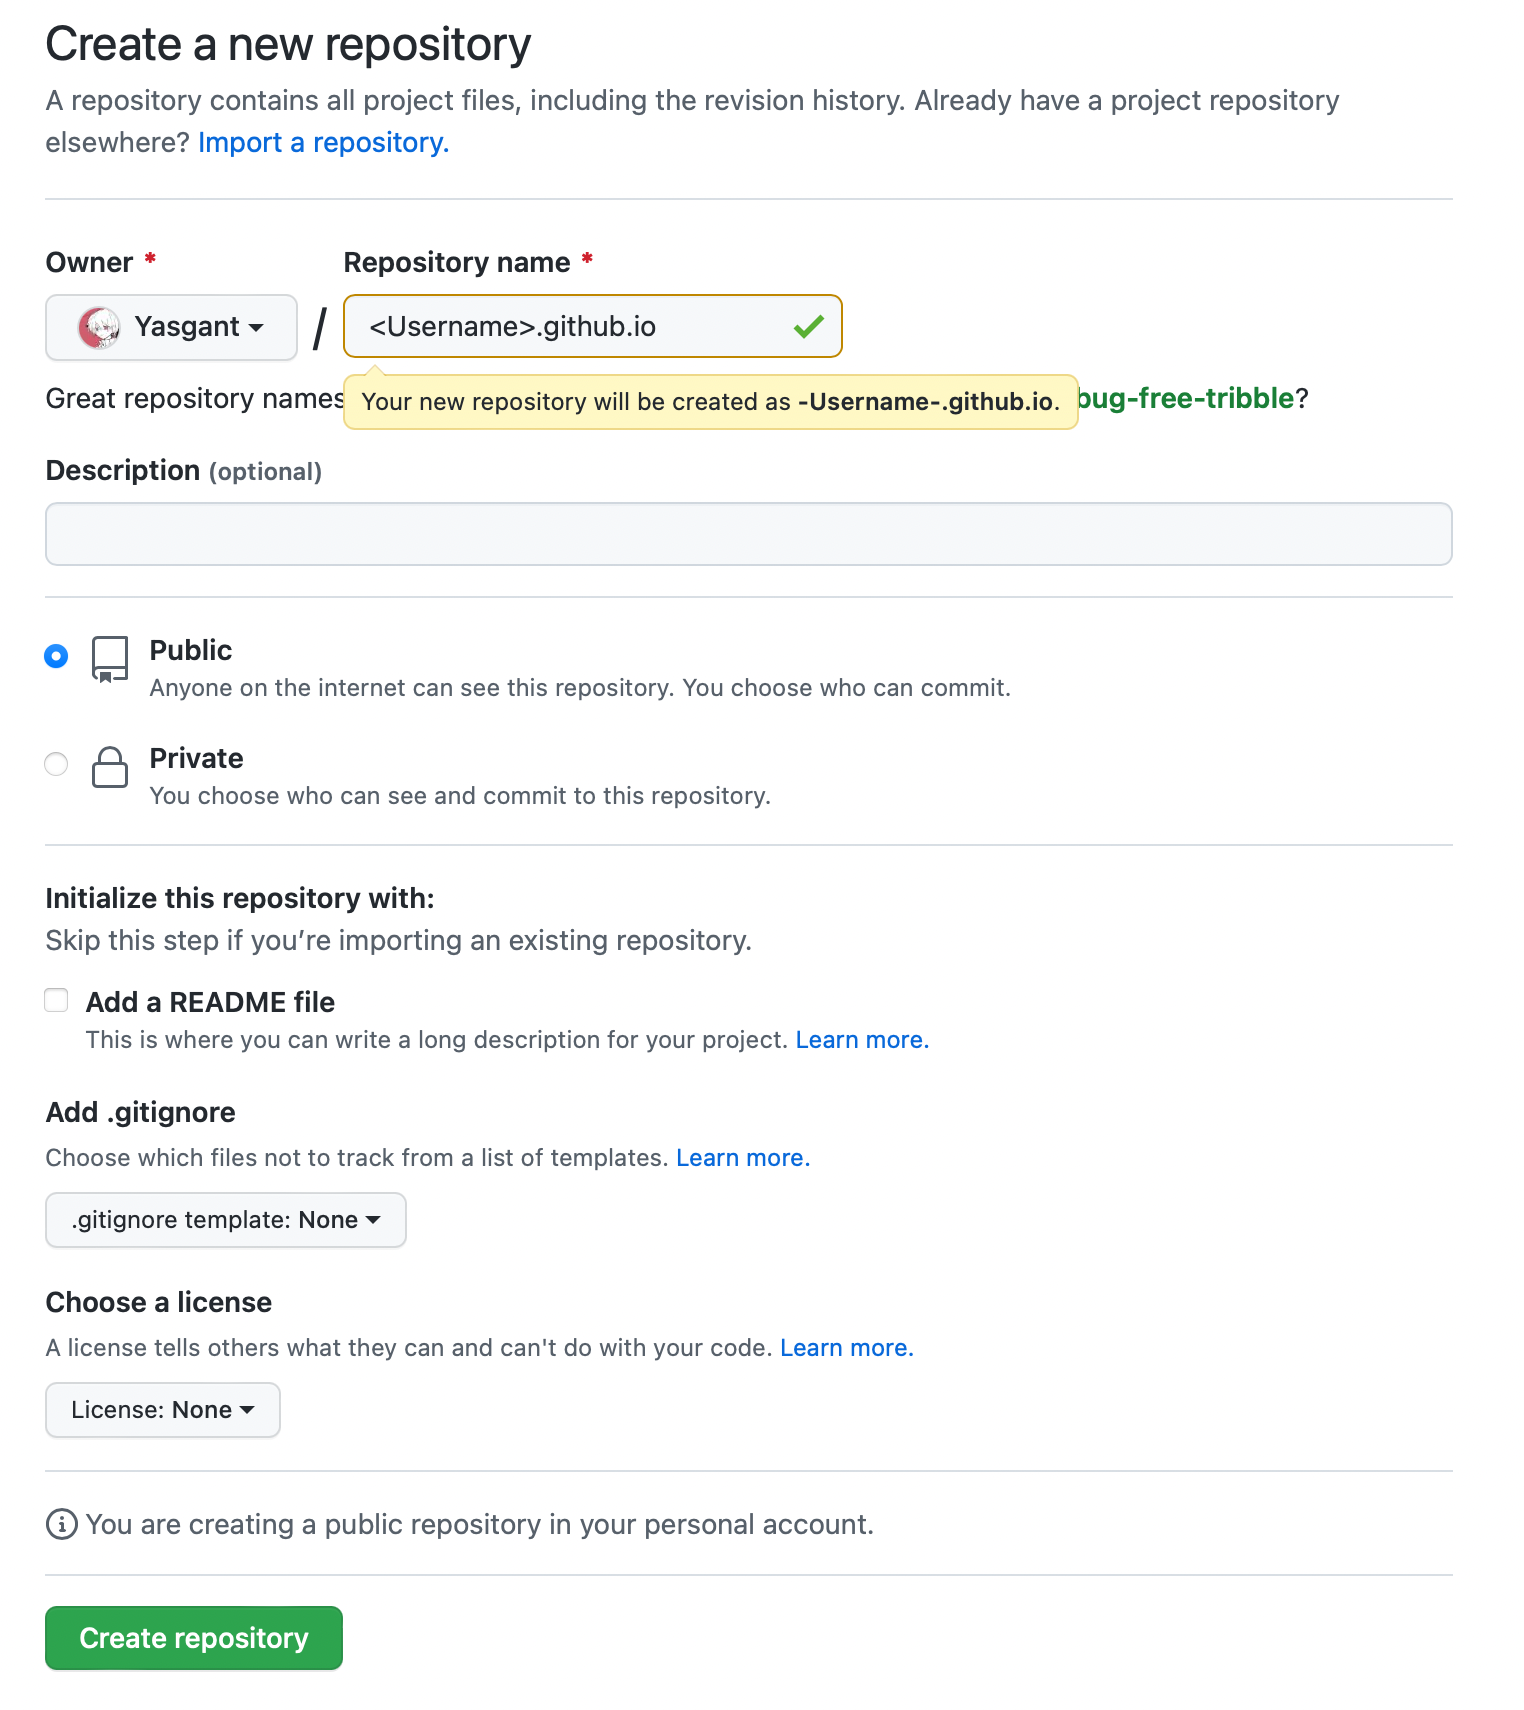 Create a new repository
A repository contains all project files, including the revision history. Already have a project repository
elsewhere? Import a repository.
Owner *
Repository name *
Yasgant
/
<Username>.github.io
Great repository names
Your new repository will be created as -Username-.github.io.
bug-free-tribble?
Description (optional)
Public
Anyone on the internet can see this repository. You choose who can commit.
Private
You choose who can see and commit to this repository.
Initialize this repository with:
Skip this step if you’re importing an existing repository.
Add a README file
This is where you can write a long description for your project. Learn more.
Add .gitignore
Choose which files not to track from a list of templates. Learn more.
.gitignore template: None
Choose a license
A license tells others what they can and can't do with your code. Learn more.
License: None
You are creating a public repository in your personal account.
Create repository